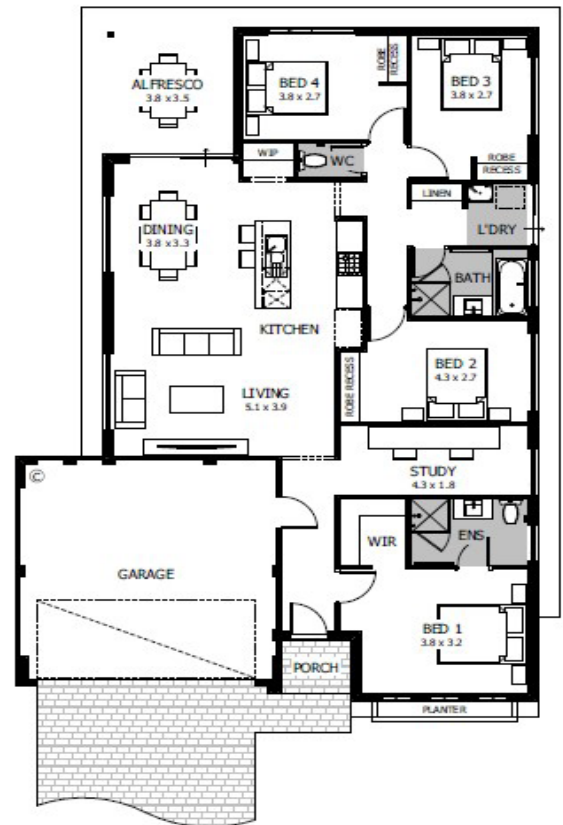 ALFRESCO
3.8 x 3.5
BED 4
3.8 x 2.7
ROBE
RECESS
BED 3
3.8 x 2.7
ROBE
RECESS
WIP
WC
LINEN
L'DRY
DINING
3.8 x 3.3
BATH
KITCHEN
BED 2
4.3 x 2.7
ROBE RECESS
LIVING
5.1 x 3.9
©
STUDY
4.3 x 1.8
WIR
ENS
GARAGE
BED 1
3.8 x 3.2
PORCH
PLANTER